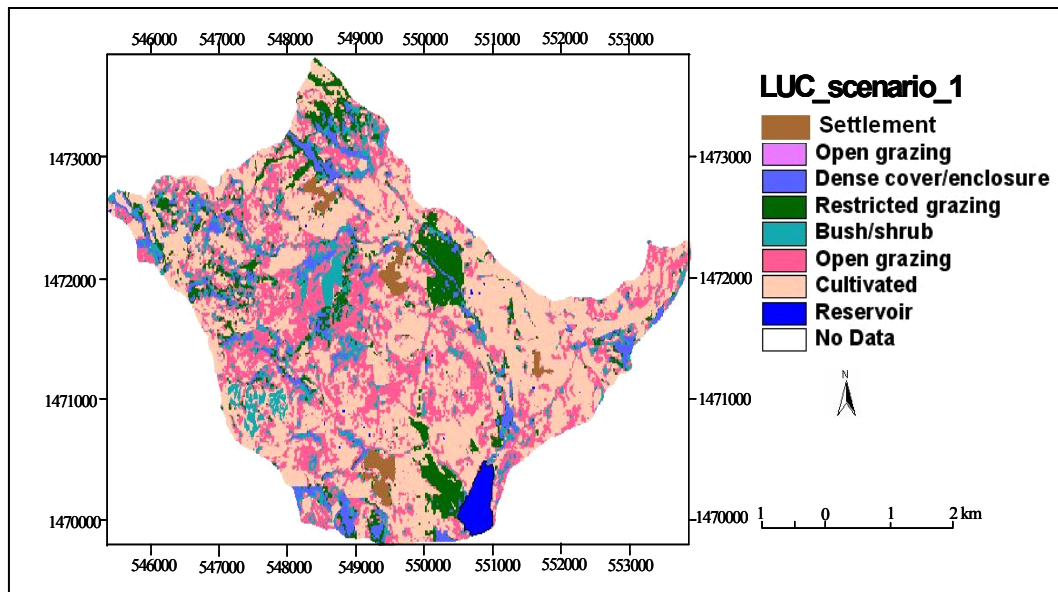 546000 547000 548000 549000 550000 551000 552000 553000
LUC_scenario_1
Settlement
Open grazing
Dense cover/enclosure
Restricted grazing
Bush/shrub
Open grazing
Cultivated
Reservoir
No Data
1473000 1473000
1472000 1472000
1471000 1471000
1470000 1470000
N
1 0 1 2 km
546000 547000 548000 549000 550000 551000 552000 553000